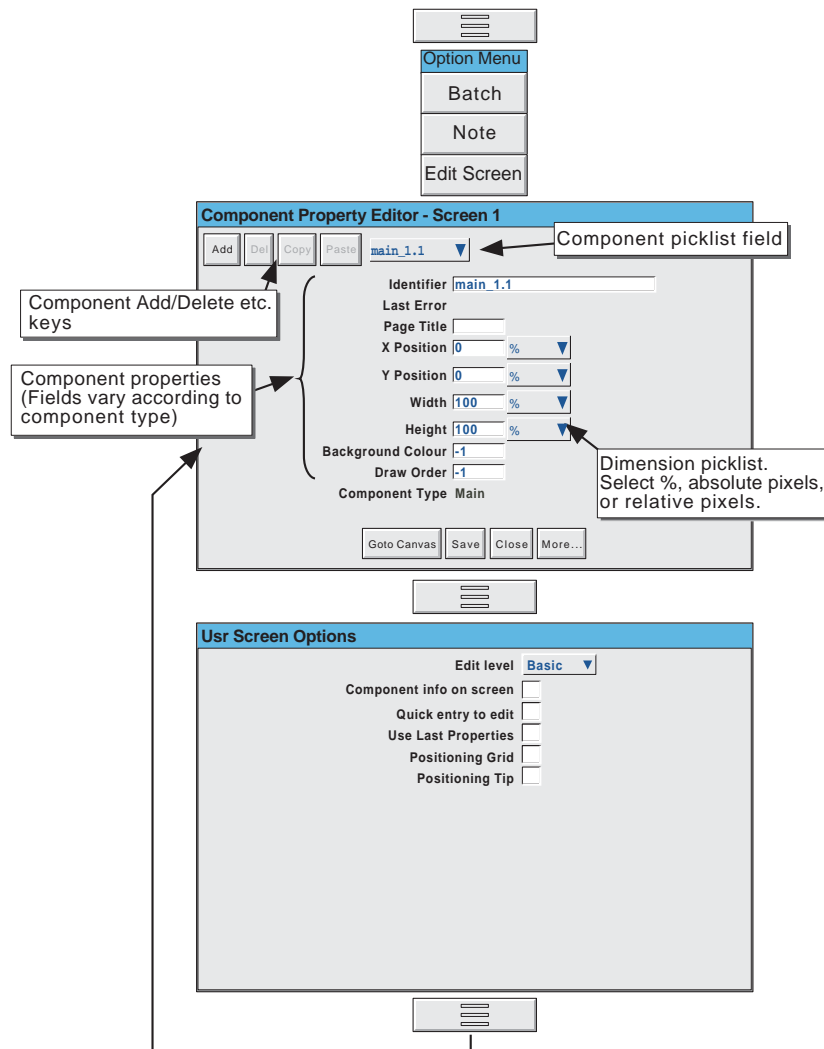 Option Menu
Batch
Note
Edit Screen
Component Property Editor - Screen 1
Add Del Copy Paste main_1.1
Component picklist field
Component Add/Delete etc.
keys
Identifier main_1.1
Last Error
Page Title
X Position 0 %
Y Position 0 %
Width 100 %
Height 100 %
Background Colour -1
Draw Order -1
Component Type Main
Component properties
(Fields vary according to
component type)
Dimension picklist.
Select %, absolute pixels,
or relative pixels.
Goto Canvas Save Close More...
Usr Screen Options
Edit level Basic
Component info on screen
Quick entry to edit
Use Last Properties
Positioning Grid
Positioning Tip